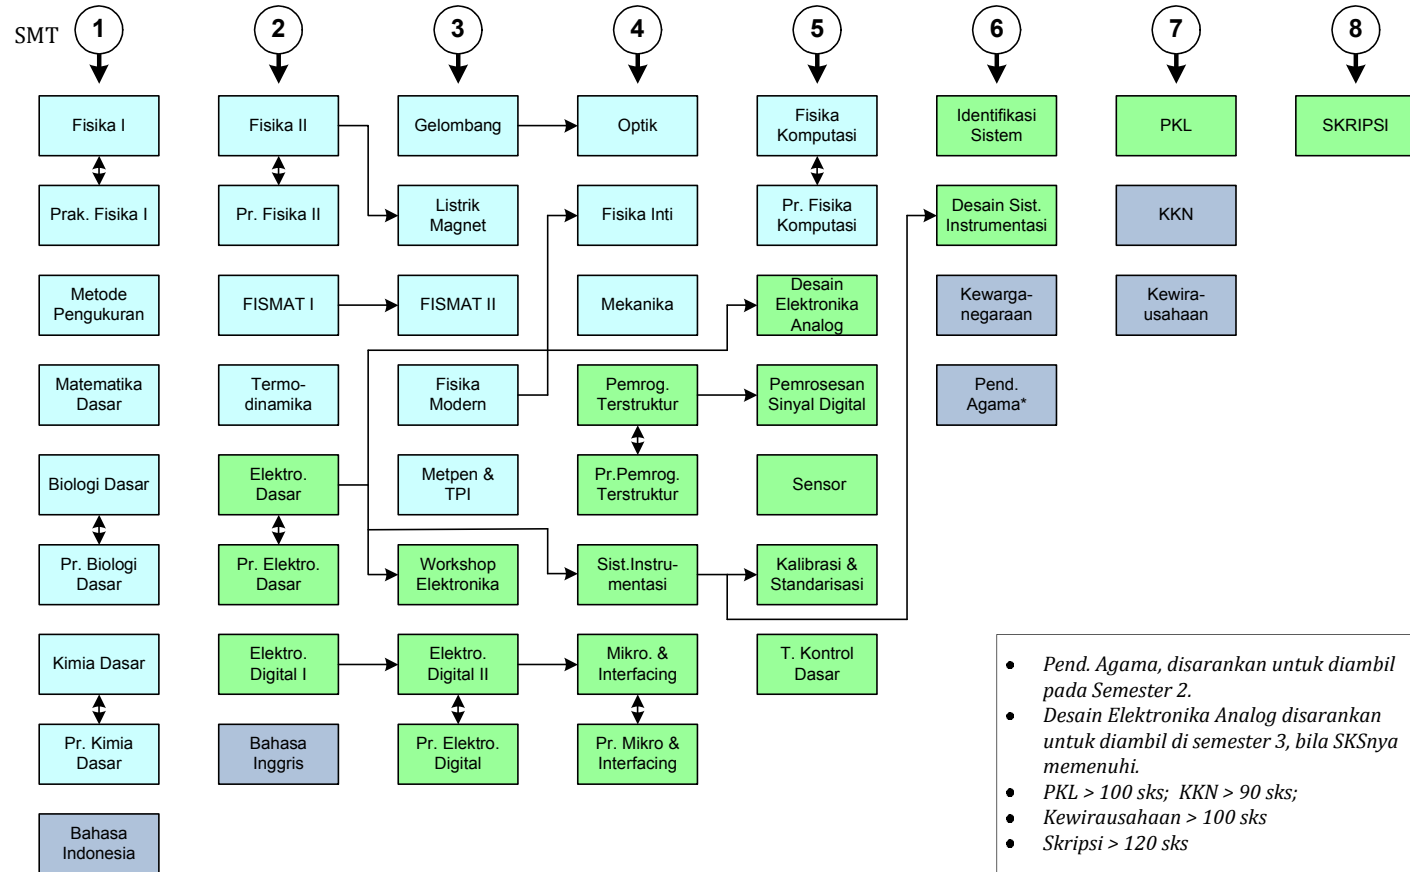 SMT 1 2 3 4 5 6 7 8
Fisika I
Fisika II
Gelombang
Optik
Fisika
Komputasi
Identifikasi
Sistem
PKL
SKRIPSI
Prak. Fisika I
Pr. Fisika II
Listrik
Magnet
Fisika Inti
Pr. Fisika
Komputasi
Desain Sist.
Instrumentasi
KKN
Metode
Pengukuran
FISMAT I
FISMAT II
Mekanika
Desain
Elektronika
Analog
Kewarga-
negaraan
Kewira-
usahaan
Matematika
Dasar
Termo-
dinamika
Fisika
Modern
Pemrog.
Terstruktur
Pemrosesan
Sinyal Digital
Pend.
Agama*
Biologi Dasar
Elektro.
Dasar
Metpen &
TPI
Pr.Pemrog.
Terstruktur
Sensor
Pr. Biologi
Dasar
Pr. Elektro.
Dasar
Workshop
Elektronika
Sist.Instru-
mentasi
Kalibrasi &
Standarisasi
Kimia Dasar
Elektro.
Digital I
Elektro.
Digital II
Mikro. &
Interfacing
T. Kontrol
Dasar
Pr. Kimia
Dasar
Bahasa
Inggris
Pr. Elektro.
Digital
Pr. Mikro &
Interfacing
Bahasa
Indonesia
• Pend. Agama, disarankan untuk diambil
pada Semester 2.
• Desain Elektronika Analog disarankan
untuk diambil di semester 3, bila SKSnya
memenuhi.
• PKL > 100 sks; KKN > 90 sks;
• Kewirausahaan > 100 sks
• Skripsi > 120 sks